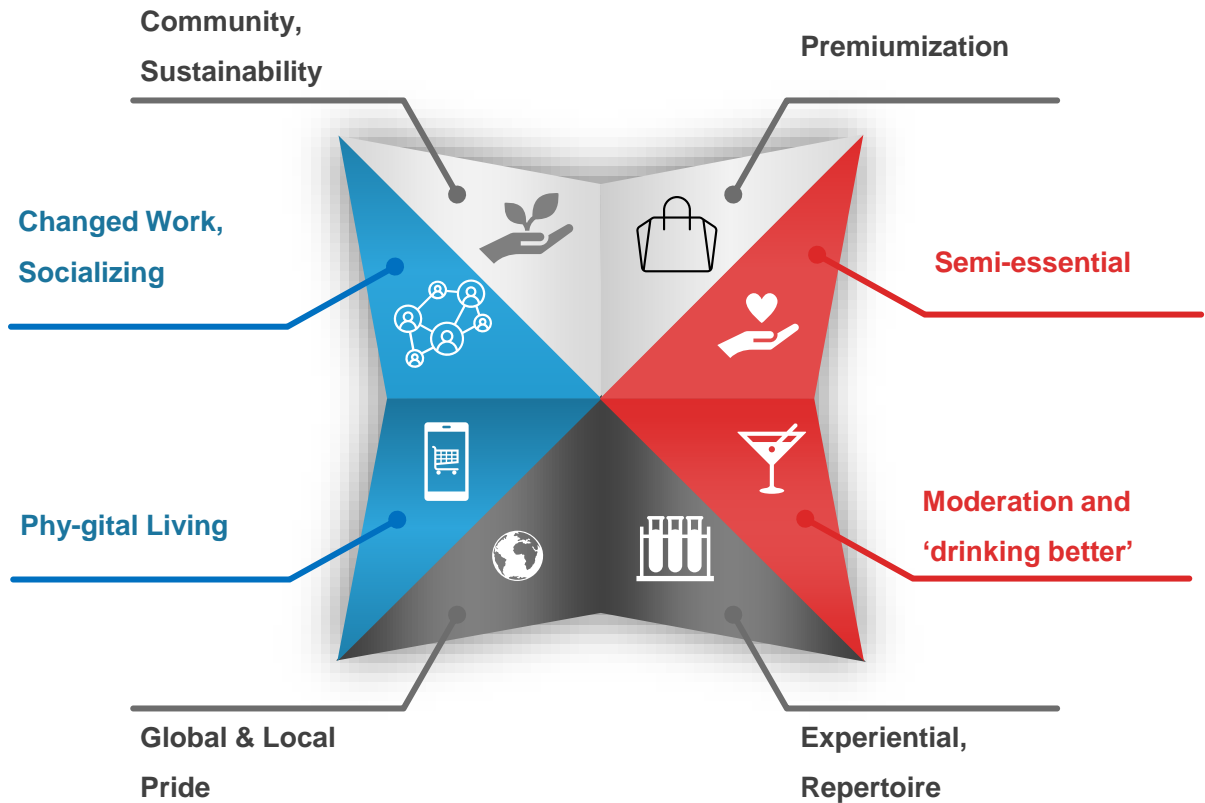 Community,
Sustainability
Premiumization
Changed Work,
Socializing
Semi-essential
Phy-gital Living
Moderation and
‘drinking better’
Global & Local
Pride
Experiential,
Repertoire